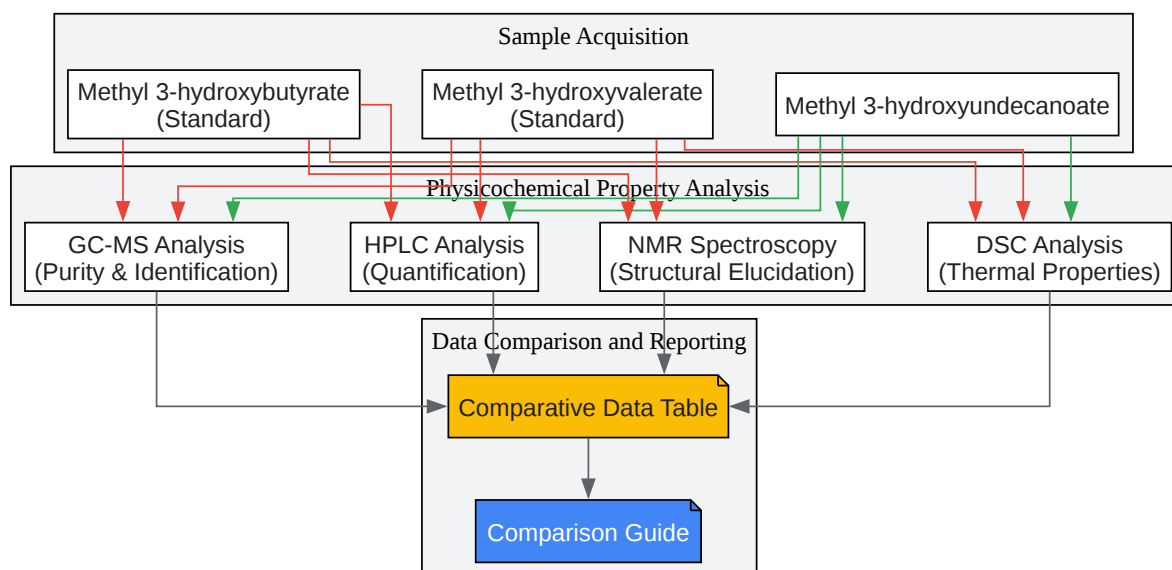 Sample Acquisition
Methyl 3-hydroxybutyrate
(Standard)
Methyl 3-hydroxyvalerate
(Standard)
Methyl 3-hydroxyundecanoate
Physicochemical Property Analysis
GC-MS Analysis
(Purity & Identification)
HPLC Analysis
(Quantification)
NMR Spectroscopy
(Structural Elucidation)
DSC Analysis
(Thermal Properties)
Data Comparison and Reporting
Comparative Data Table
Comparison Guide